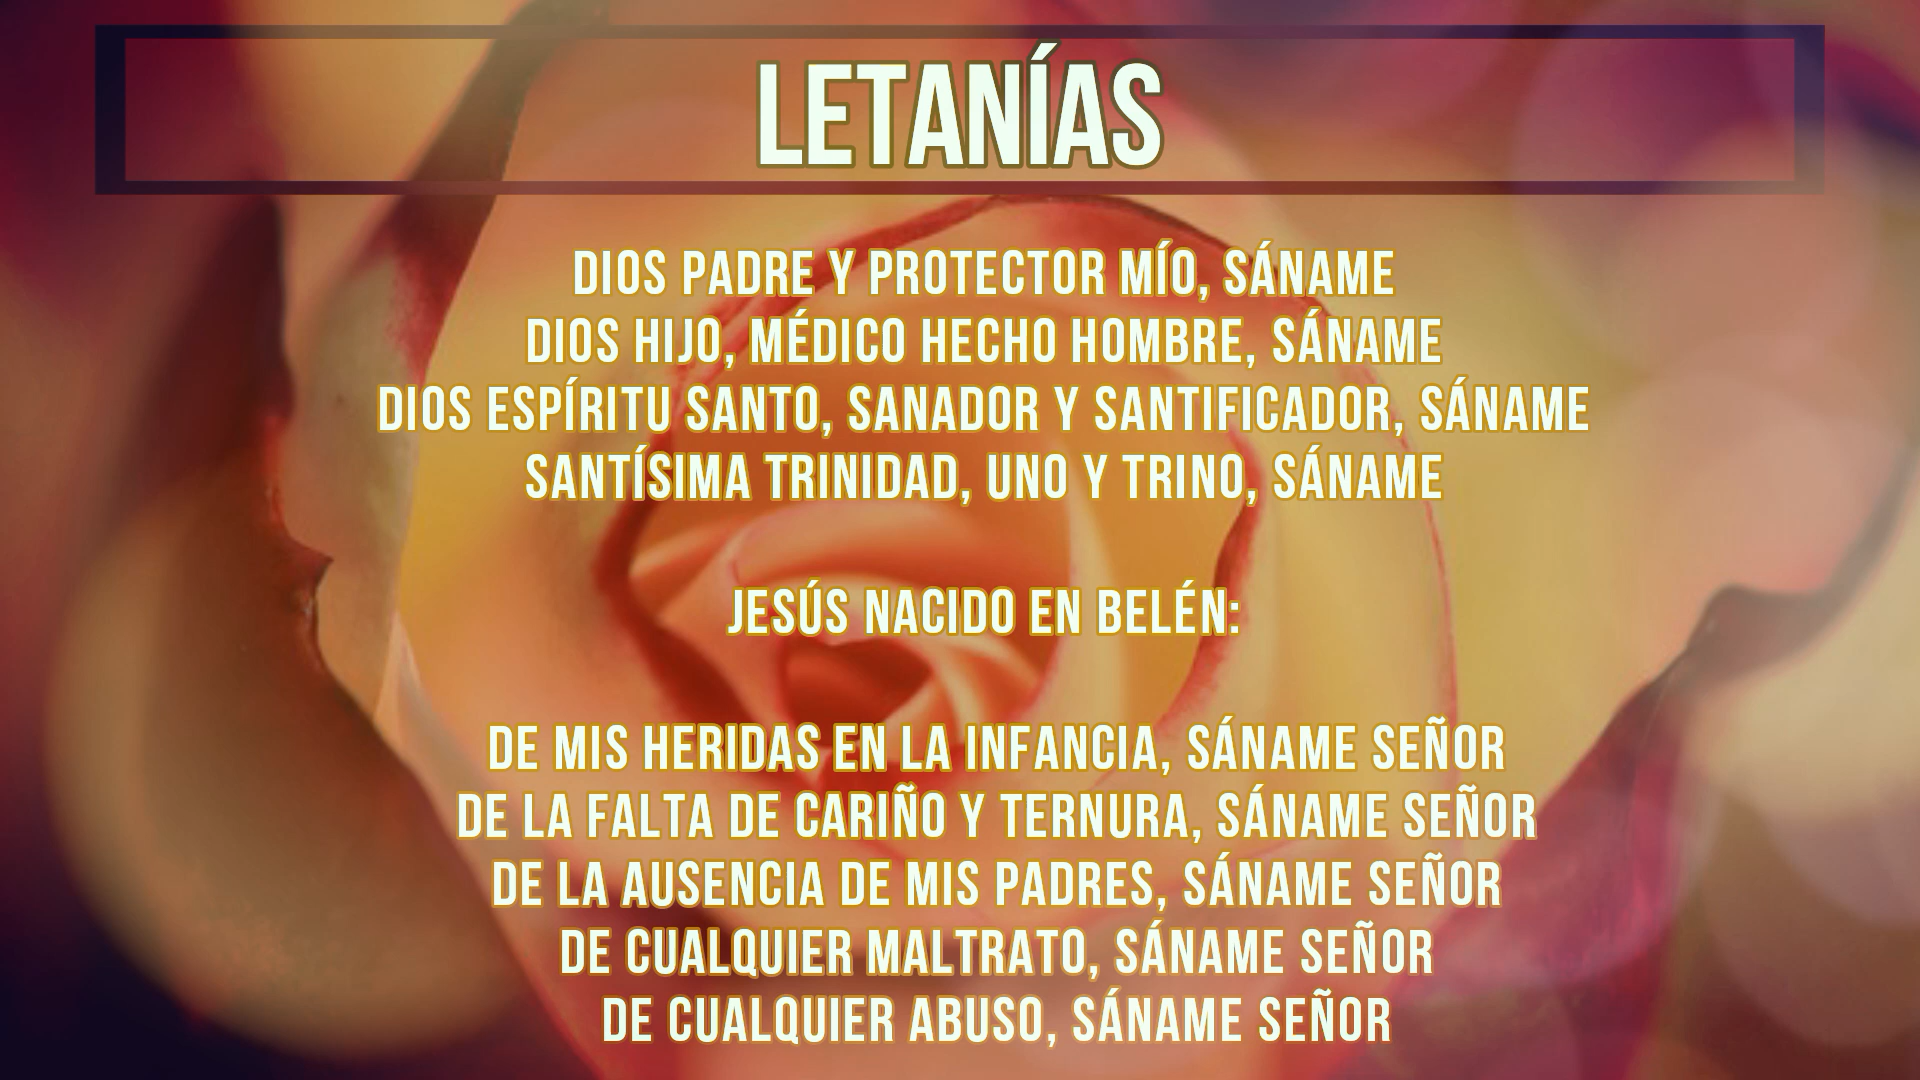 LETANÍAS
DIOS PADRE Y PROTECTOR MÍO, SÁNAME
DIOS HIJO, MÉDICO HECHO HOMBRE, SÁNAME
DIOS ESPÍRITU SANTO, SANADOR Y SANTIFICADOR, SÁNAME
SANTÍSIMA TRINIDAD, UNO Y TRINO, SÁNAME
JESÚS NACIDO EN BELÉN:
DE MIS HERIDAS EN LA INFANCIA, SÁNAME SEÑOR
DE LA FALTA DE CARIÑO Y TERNURA, SÁNAME SEÑOR
DE LA AUSENCIA DE MIS PADRES, SÁNAME SEÑOR
DE CUALQUIER MALTRATO, SÁNAME SEÑOR
DE CUALQUIER ABUSO, SÁNAME SEÑOR